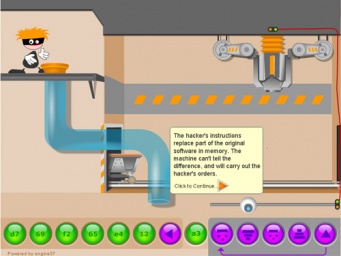 The hacker's instructions
replace part of the original
software in memory. The
machine can't tell the
difference, and will carry out the
hacker's orders.
Click to Continue...
d7 69 f2 65 e4 12 a3
Powered by engine37